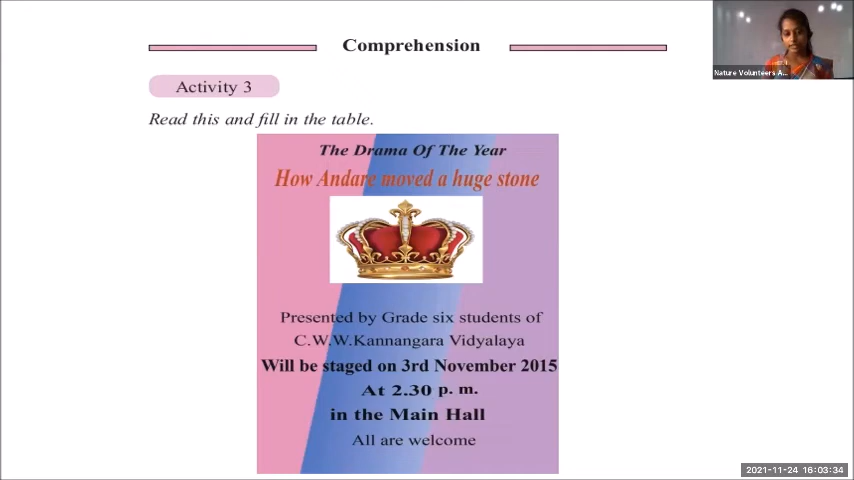 Comprehension
Nature Volunteers A...
Activity 3
Read this and fill in the table.
The Drama Of The Year
How Andare moved a huge stone
Presented by Grade six students of
C.W.W.Kannangara Vidyalaya
Will be staged on 3rd November 2015
At 2.30 p. m.
in the Main Hall
All are welcome
2021-11-24 16:03:34